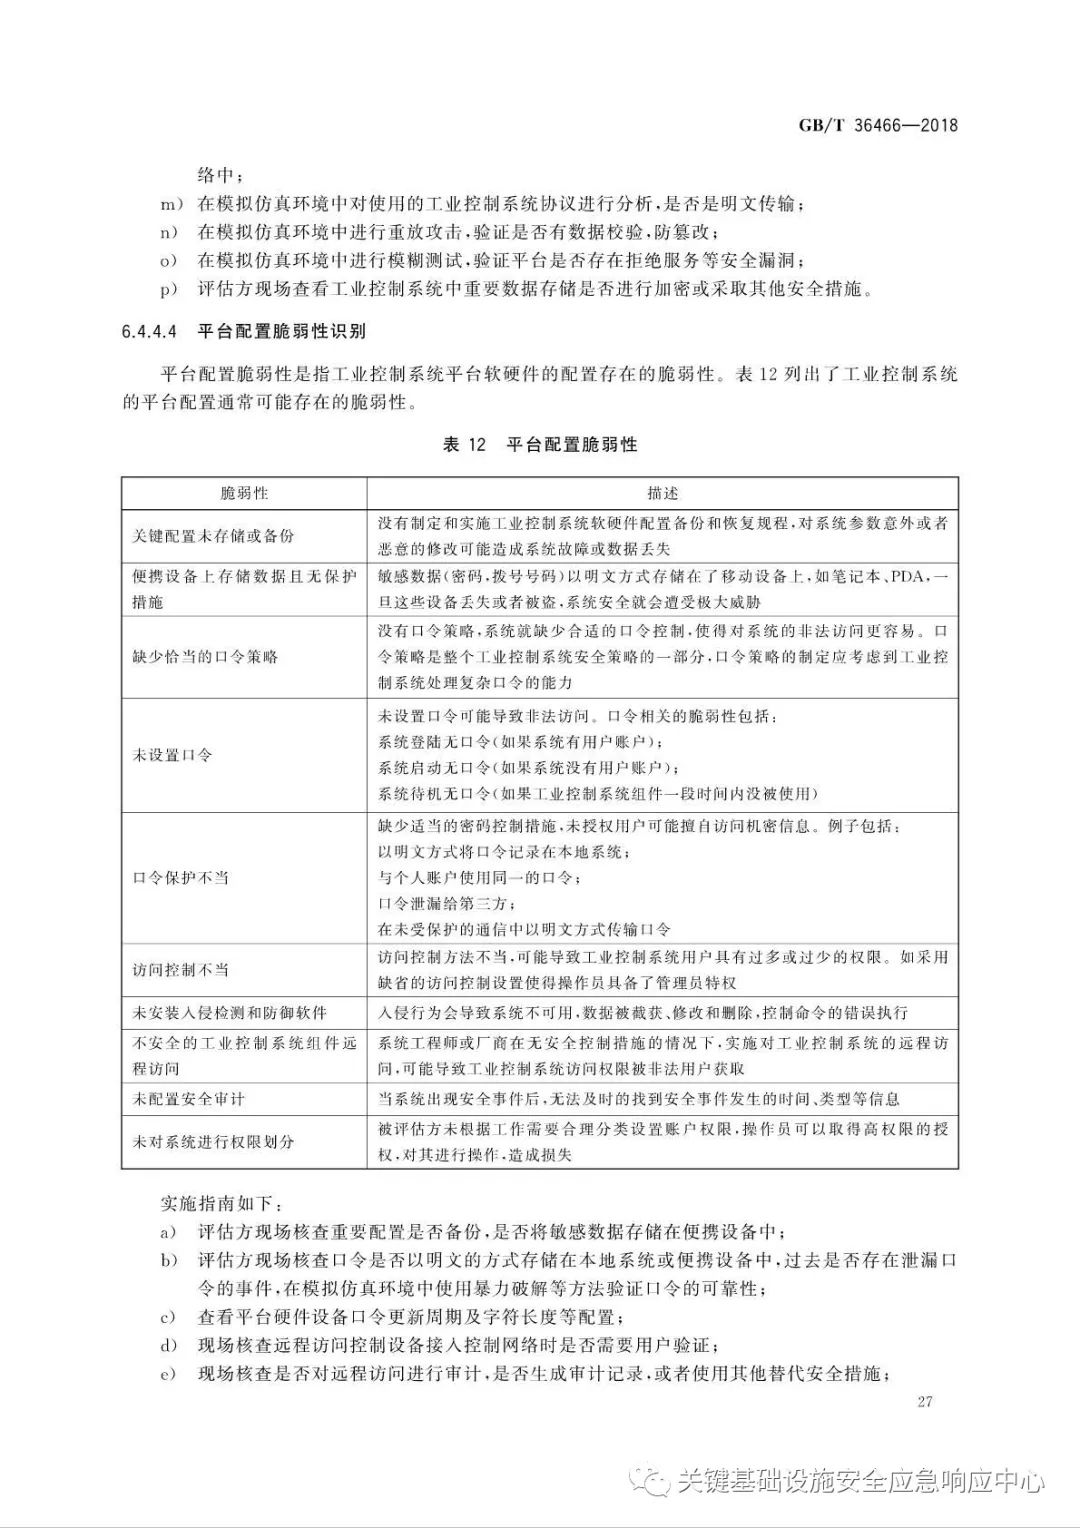 GB/T 36466—2018
络中；
m） 在模拟仿真环境中对使用的工业控制系统协议进行分析，是否是明文传输；
n） 在模拟仿真环境中进行重放攻击，验证是否有数据校验，防篡改；
o） 在模拟仿真环境中进行模糊测试，验证平台是否存在拒绝服务等安全漏洞；
p） 评估方现场查看工业控制系统中重要数据存储是否进行加密或采取其他安全措施。
6.4.4.4 平台配置脆弱性识别
平台配置脆弱性是指工业控制系统平台软硬件的配置存在的脆弱性。表 12 列出了工业控制系统
的平台配置通常可能存在的脆弱性。
表 12 平台配置脆弱性
脆弱性 描述
关键配置未存储或备份
没有制定和实施工业控制系统软硬件配置备份和恢复规程，对系统参数意外或者
恶意的修改可能造成系统故障或数据丢失
便携设备上存储数据且无保护
措施
敏感数据（密码，拨号号码）以明文方式存储在了移动设备上，如笔记本、PDA，一
旦这些设备丢失或者被盗，系统安全就会遭受极大威胁
缺少恰当的口令策略
没有口令策略，系统就缺少合适的口令控制，使得对系统的非法访问更容易。口
令策略是整个工业控制系统安全策略的一部分，口令策略的制定应考虑到工业控
制系统处理复杂口令的能力
未设置口令
未设置口令可能导致非法访问。口令相关的脆弱性包括：
系统登陆无口令（如果系统有用户账户）；
系统启动无口令（如果系统没有用户账户）；
系统待机无口令（如果工业控制系统组件一段时间内没被使用）
口令保护不当
缺少适当的密码控制措施，未授权用户可能擅自访问机密信息。例子包括：
以明文方式将口令记录在本地系统；
与个人账户使用同一的口令；
口令泄漏给第三方；
在未受保护的通信中以明文方式传输口令
访问控制不当
访问控制方法不当，可能导致工业控制系统用户具有过多或过少的权限。如采用
缺省的访问控制设置使得操作员具备了管理员特权
未安装入侵检测和防御软件 入侵行为会导致系统不可用，数据被截获、修改和删除，控制命令的错误执行
不安全的工业控制系统组件远
程访问
系统工程师或厂商在无安全控制措施的情况下，实施对工业控制系统的远程访
问，可能导致工业控制系统访问权限被非法用户获取
未配置安全审计 当系统出现安全事件后，无法及时的找到安全事件发生的时间、类型等信息
未对系统进行权限划分
被评估方未根据工作需要合理分类设置账户权限，操作员可以取得高权限的授
权，对其进行操作，造成损失
实施指南如下：
a） 评估方现场核查重要配置是否备份，是否将敏感数据存储在便携设备中；
b） 评估方现场核查口令是否以明文的方式存储在本地系统或便携设备中，过去是否存在泄漏口
令的事件，在模拟仿真环境中使用暴力破解等方法验证口令的可靠性；
c） 查看平台硬件设备口令更新周期及字符长度等配置；
d） 现场核查远程访问控制设备接入控制网络时是否需要用户验证；
e） 现场核查是否对远程访问进行审计，是否生成审计记录，或者使用其他替代安全措施；
27
关键基础设施安全应急响应中心